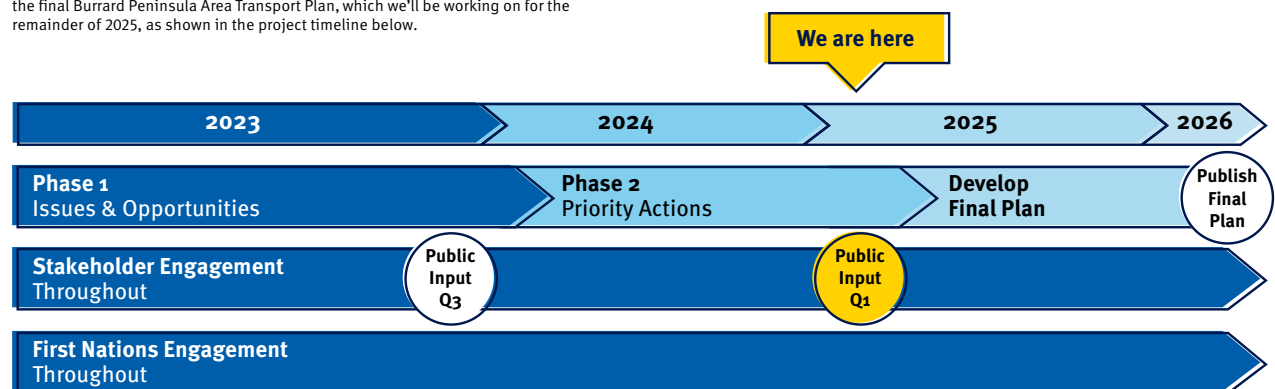 the final Burrard Peninsula Area Transport Plan, which we'll be working on for the
remainder of 2025, as shown in the project timeline below.
We are here
2023
2024
2025
2026
Phase 1
Issues & Opportunities
Phase 2
Priority Actions
Develop
Final Plan
Publish
Final
Plan
Stakeholder Engagement
Throughout
Public
Input
Q3
Public
Input
Q1
First Nations Engagement
Throughout